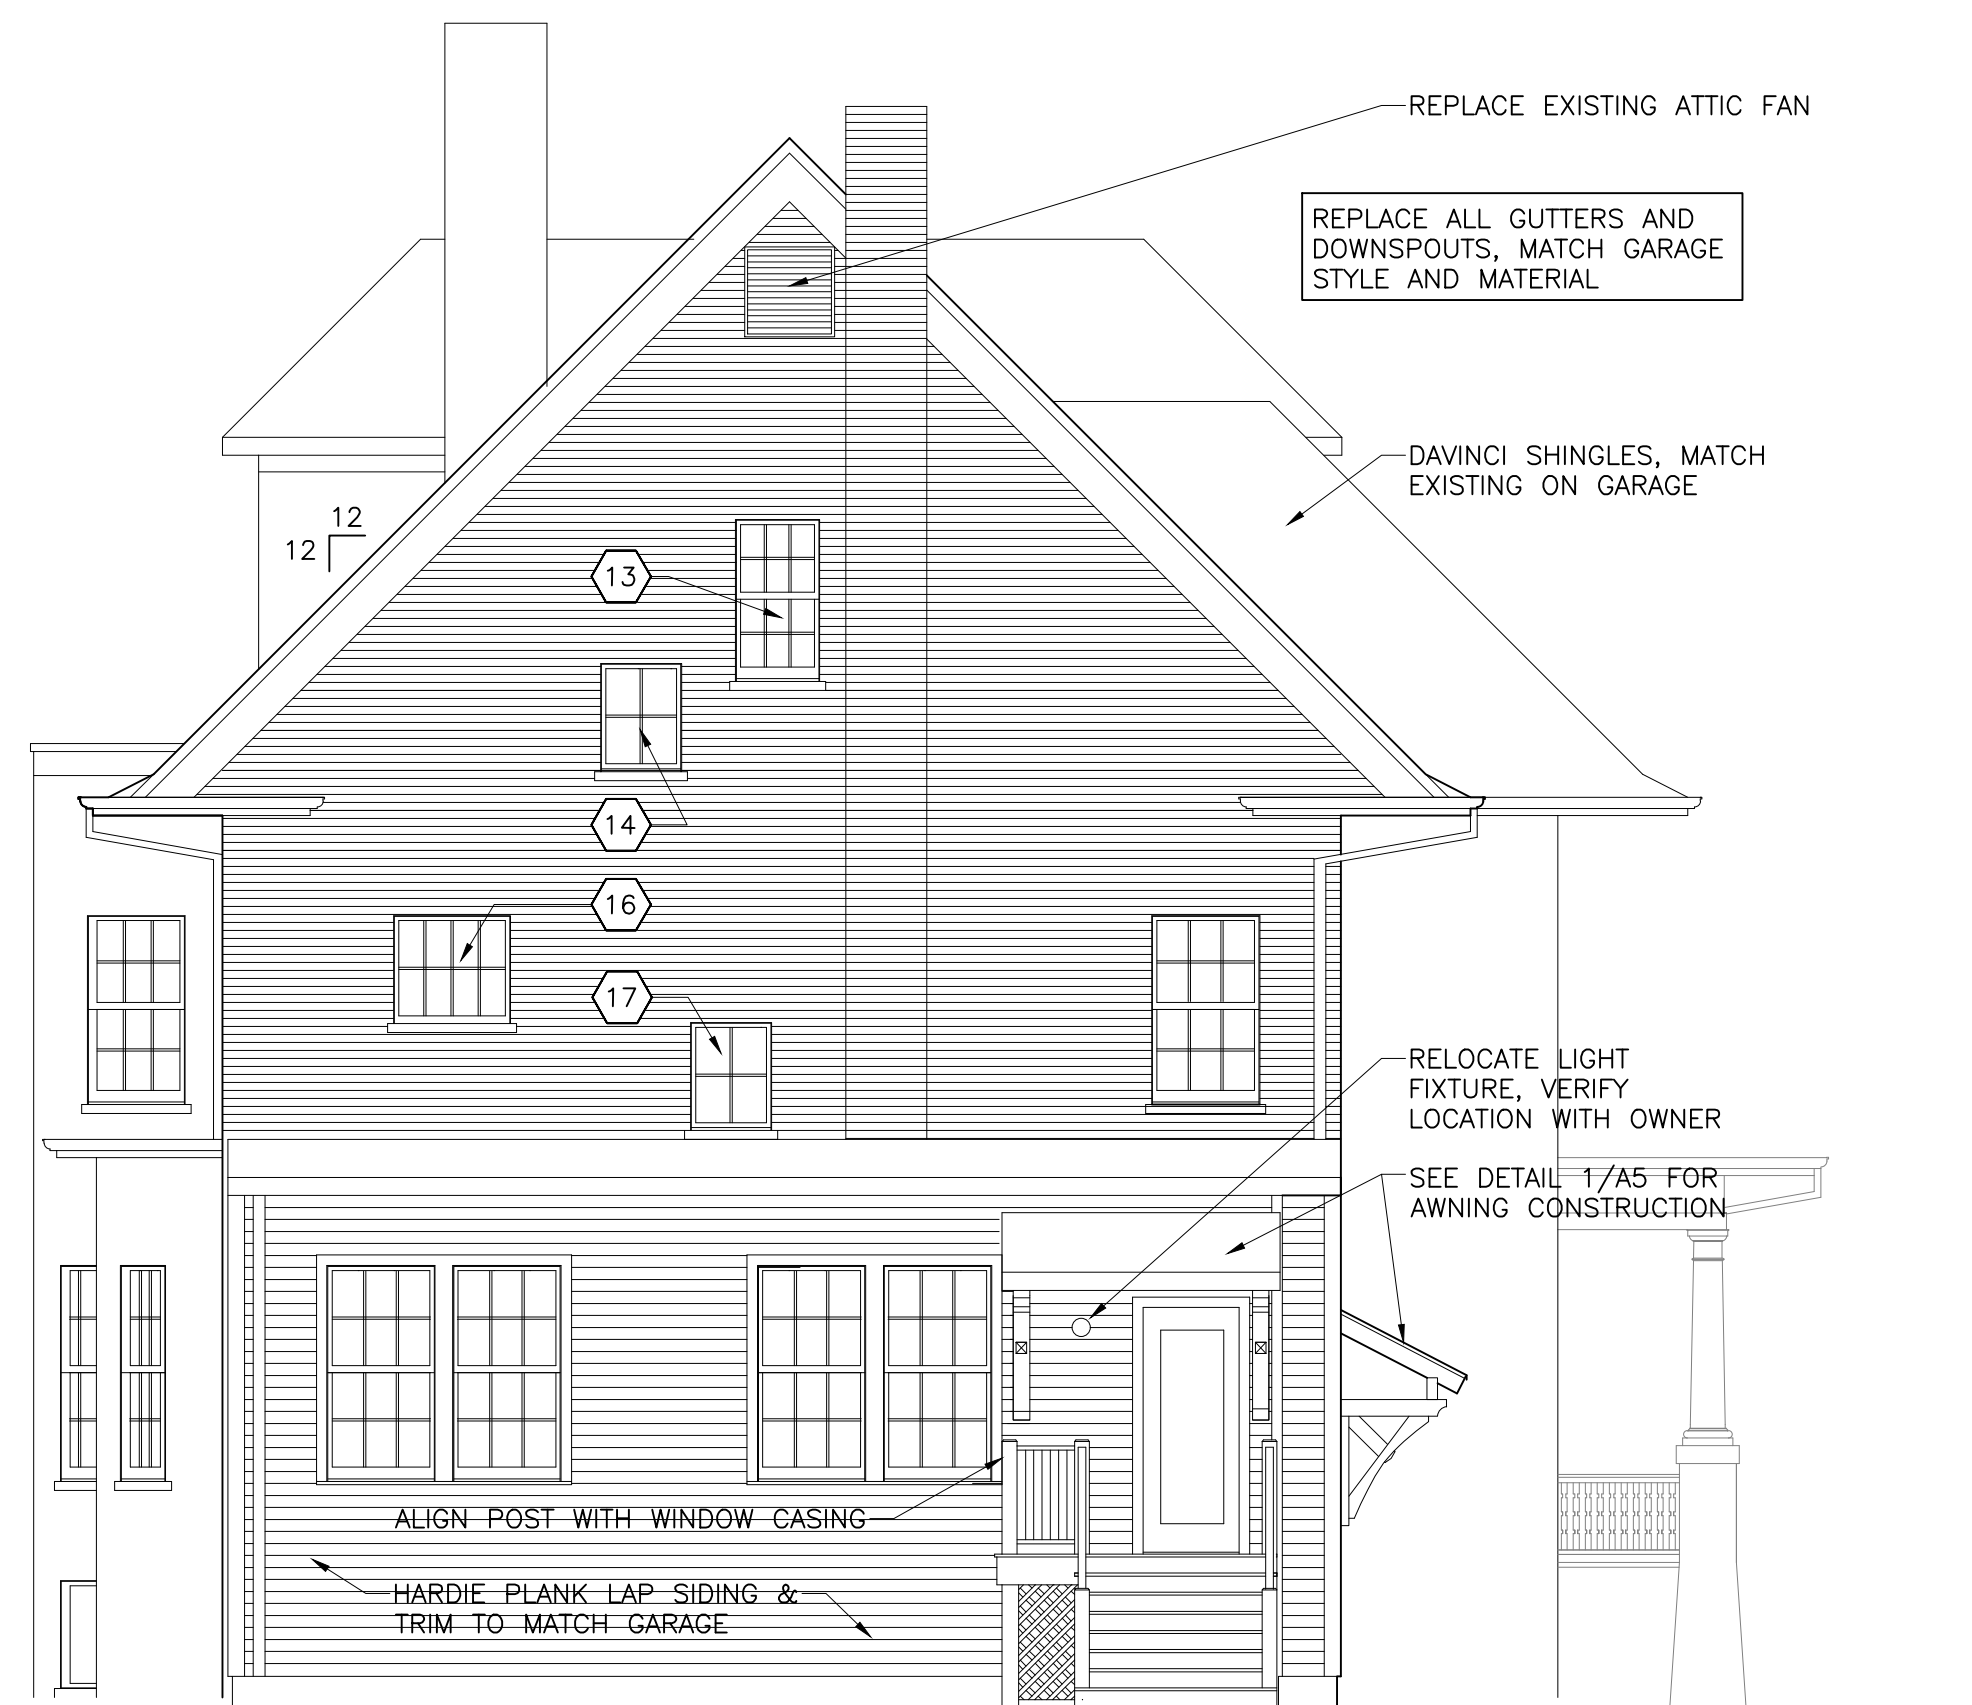 REPLACE EXISTING ATTIC FAN
REPLACE ALL GUTTERS AND
DOWNSPOUTS, MATCH GARAGE
STYLE AND MATERIAL
DAVINCI SHINGLES, MATCH
EXISTING ON GARAGE
12
12
13
14
16
17
RELOCATE LIGHT
FIXTURE, VERIFY
LOCATION WITH OWNER
SEE DETAIL 1/A5 FOR
AWNING CONSTRUCTION
ALIGN POST WITH WINDOW CASING
HARDIE PLANK LAP SIDING &
TRIM TO MATCH GARAGE